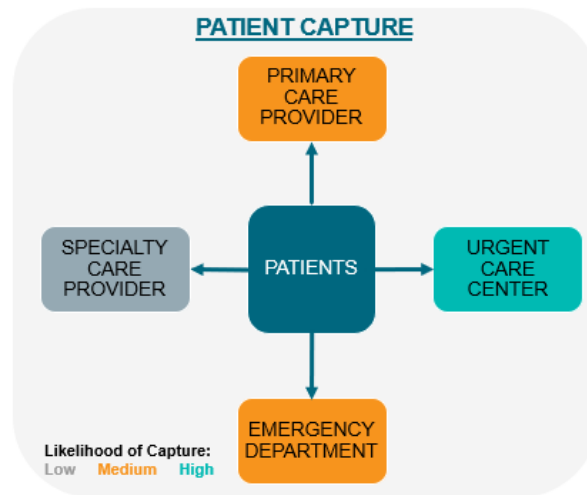 PATIENT CAPTURE
PRIMARY
CARE
PROVIDER
SPECIALTY
CARE
PROVIDER
PATIENTS
URGENT
CARE
CENTER
EMERGENCY
DEPARTMENT
Likelihood of Capture:
Low Medium High